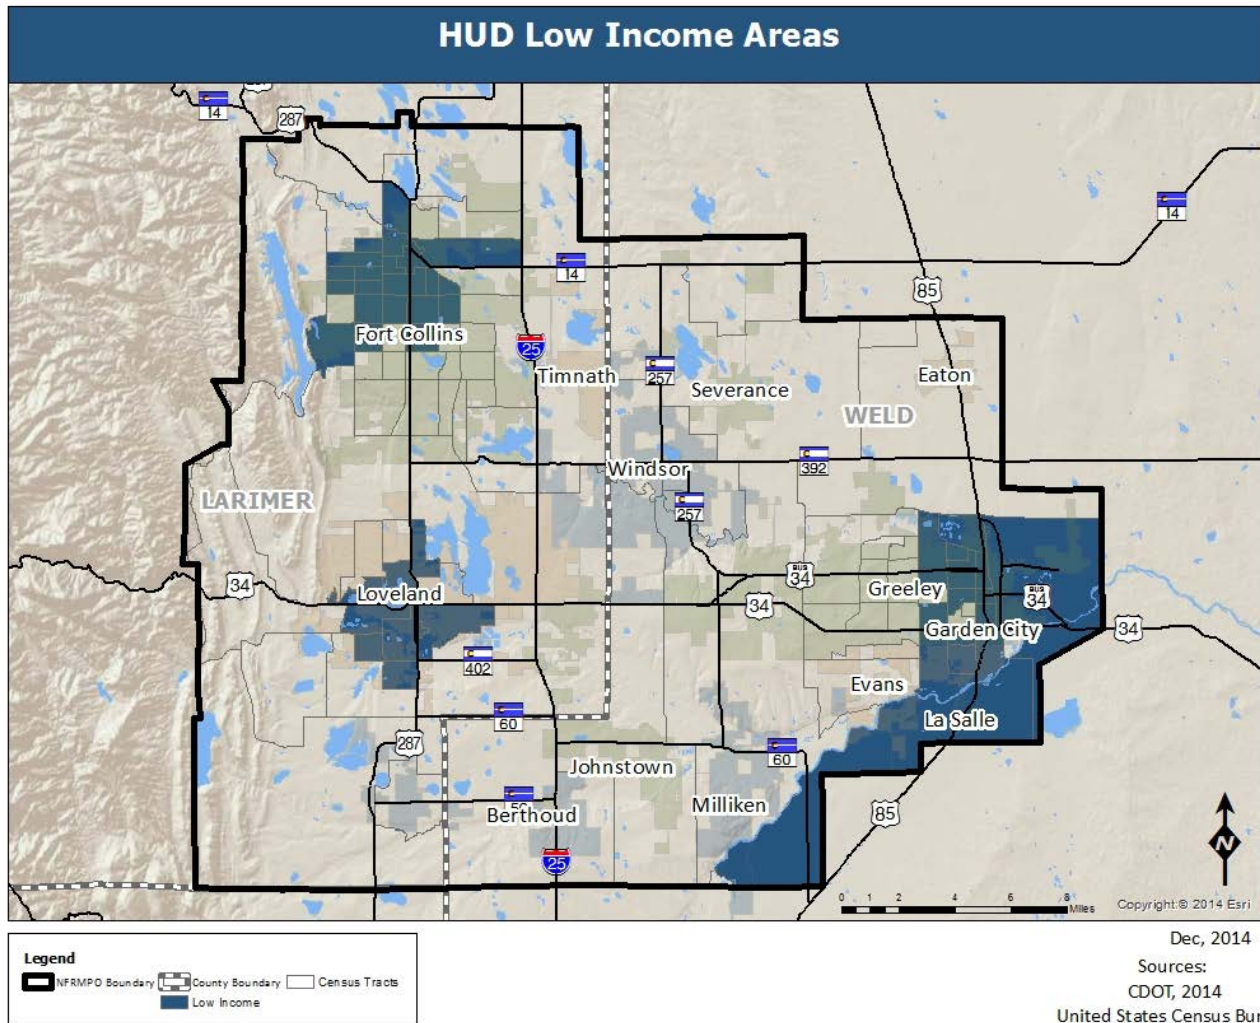 HUD Low Income Areas
14
287
14
14
85
25
Fort Collins
Timnath
257
Severance
Eaton
WELD
Windsor
392
LARIMER
257
34
Loveland
BUS 34
34
Greeley
BUS 34
Garden City
34
402
Evans
60
La Salle
287
60
Johnstown
Milliken
Berthoud
85
25
N
0 1 2 4 6 8
Miles
Copyright:© 2014 Esri
Legend
NFRMPO Boundary County Boundary Census Tracts
Low Income
Dec, 2014
Sources:
CDOT, 2014
United States Census Bur